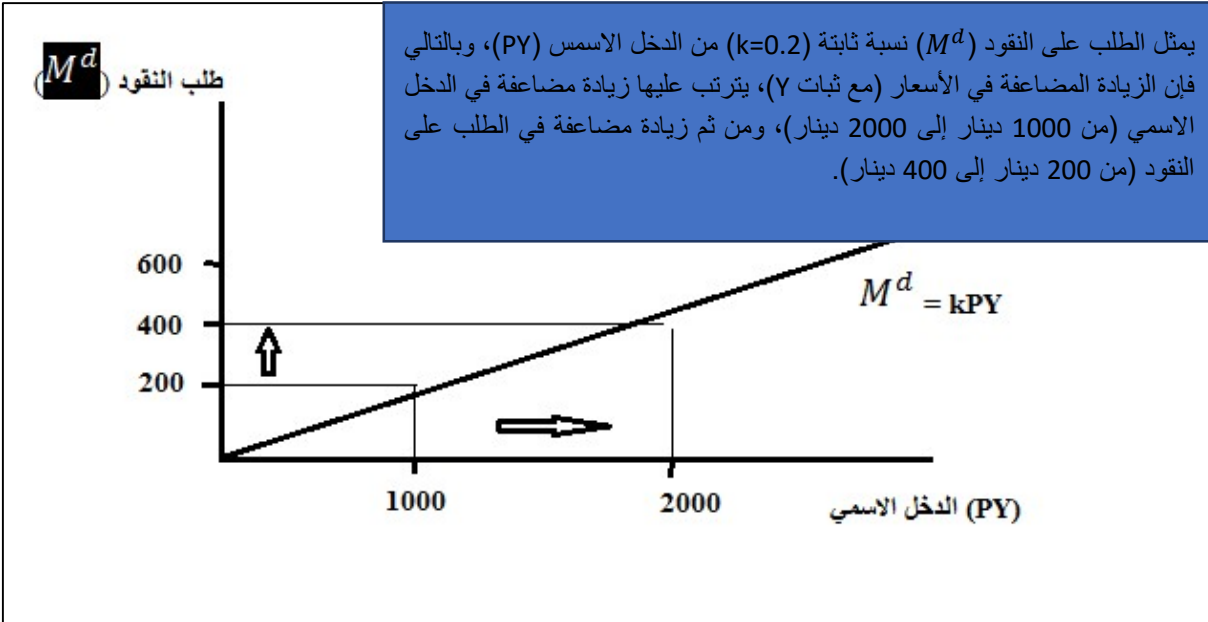 يمثل الطلب على النقود (M^d) نسبة ثابتة (k=0.2) من الدخل الاسمس (PY)، وبالتالي
فإن الزيادة المضاعفة في الأسعار (مع ثبات Y)، يترتب عليها زيادة مضاعفة في الدخل
الاسمي (من 1000 دينار إلى 2000 دينار)، ومن ثم زيادة مضاعفة في الطلب على
النقود (من 200 دينار إلى 400 دينار).
طلب النقود (M^d)
600
400
200
M^d = kPY
1000
2000
الدخل الاسمي (PY)